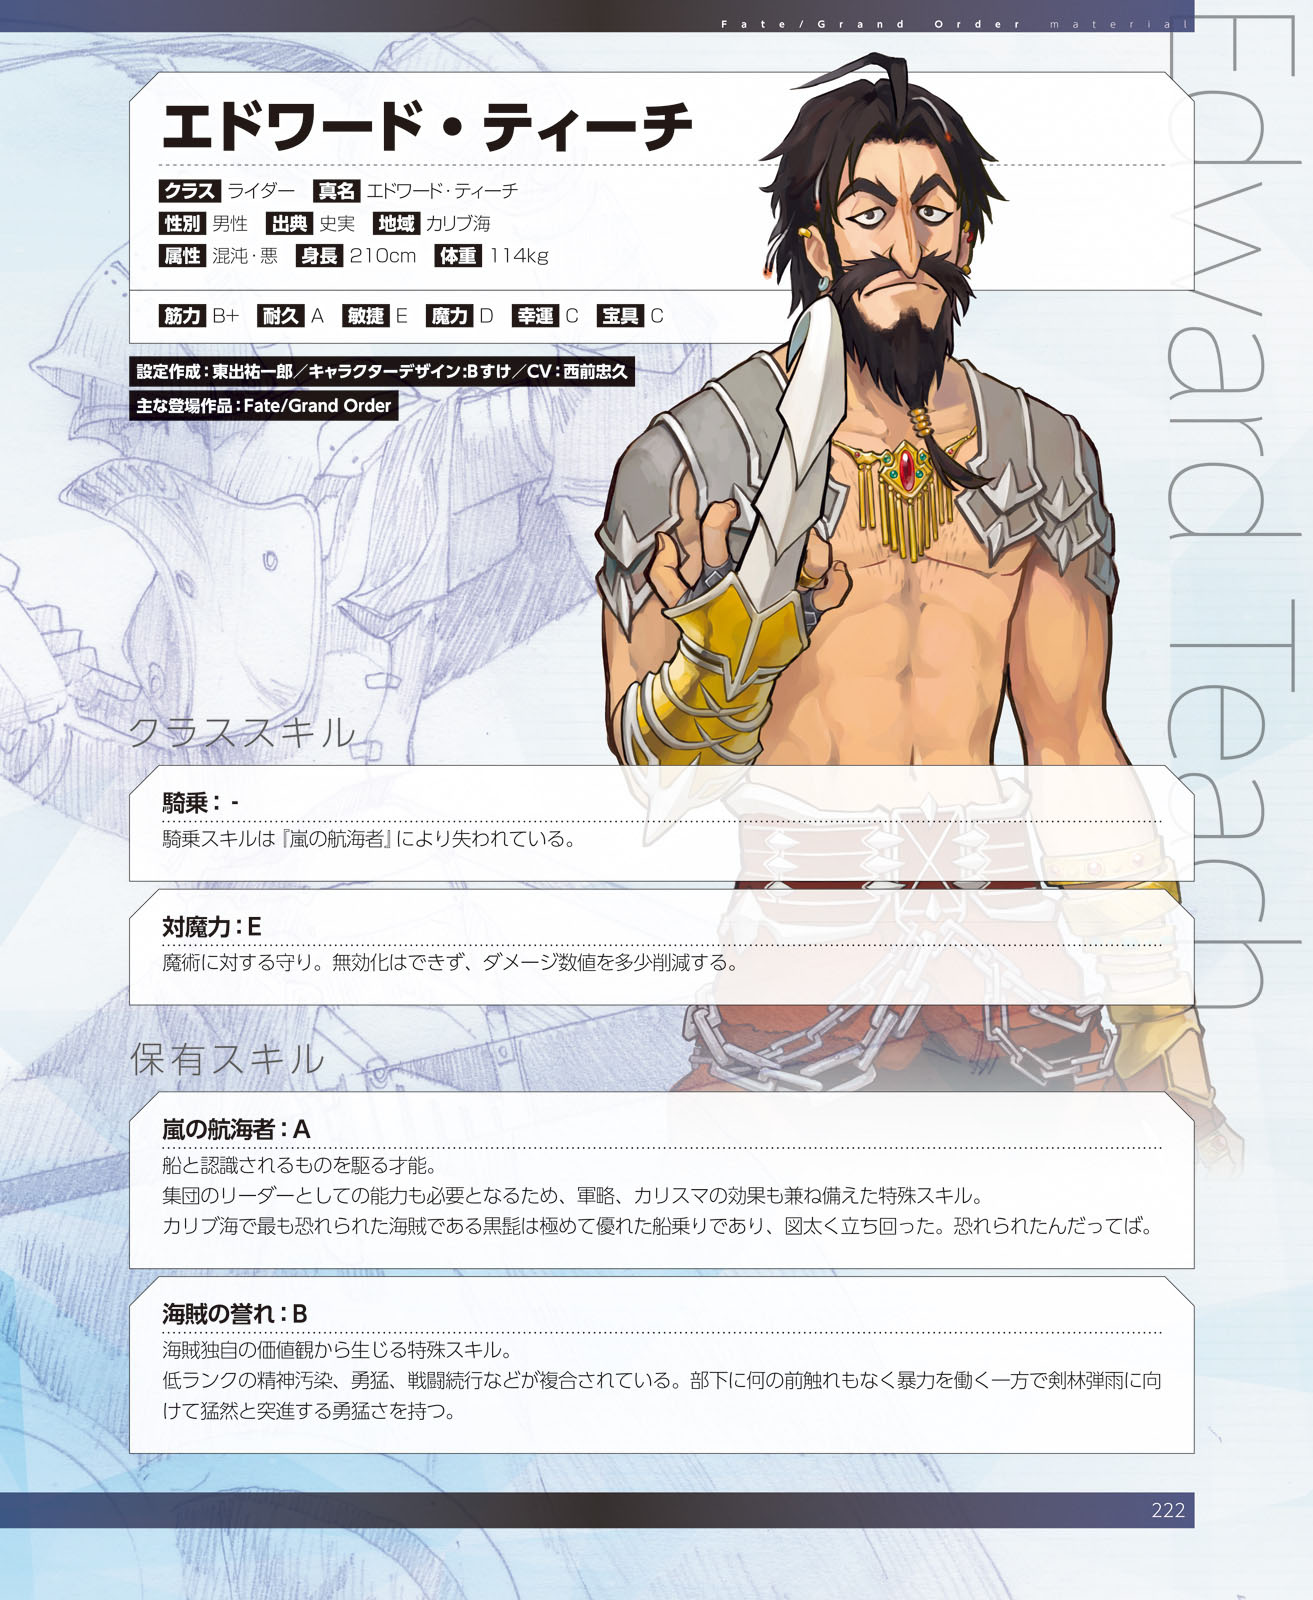 Fate/Grand Order material
Edward Teach
エドワード・ティーチ
クラス ライダー 真名 エドワード・ティーチ
性別 男性 出典 史実 地域 カリブ海
属性 混沌・悪 身長 210cm 体重 114kg
筋力 B+ 耐久 A 敏捷 E 魔力 D 幸運 C 宝具 C
設定作成：東出祐一郎／キャラクターデザイン:Bすけ／CV：西前忠久
主な登場作品：Fate/Grand Order
クラススキル
騎乗：-
騎乗スキルは『嵐の航海者』により失われている。
対魔力：E
魔術に対する守り。無効化はできず、ダメージ数値を多少削減する。
保有スキル
嵐の航海者：A
船と認識されるものを駆る才能。
集団のリーダーとしての能力も必要となるため、軍略、カリスマの効果も兼ね備えた特殊スキル。
カリブ海で最も恐れられた海賊である黒髭は極めて優れた船乗りであり、図太く立ち回った。恐れられたんだってば。
海賊の誉れ：B
海賊独自の価値観から生じる特殊スキル。
低ランクの精神汚染、勇猛、戦闘続行などが複合されている。部下に何の前触れもなく暴力を働く一方で剣林弾雨に向
けて猛然と突進する勇猛さを持つ。
222